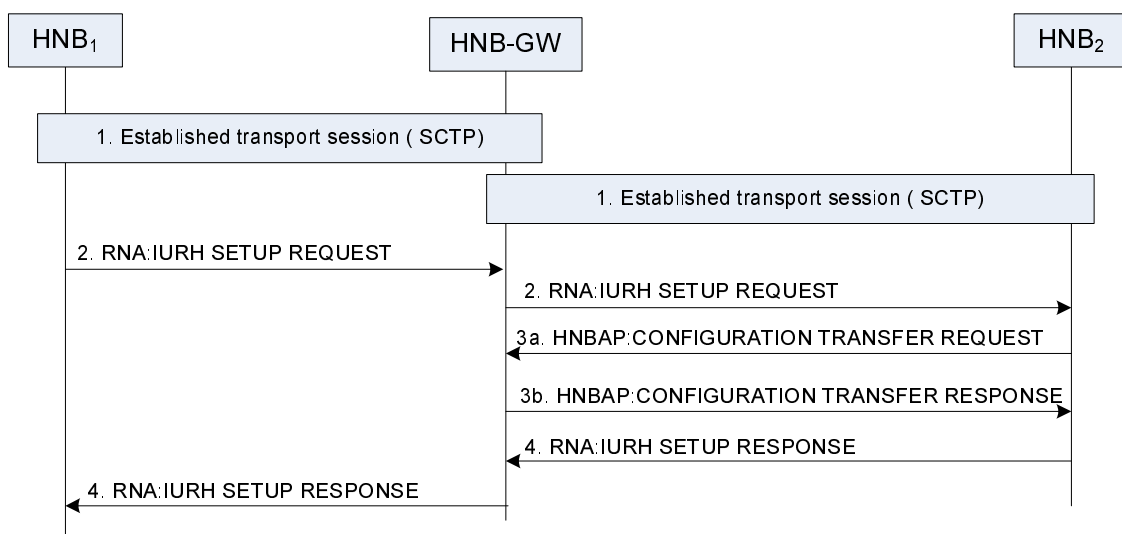 HNB₁
HNB-GW
HNB₂
1. Established transport session ( SCTP)
1. Established transport session ( SCTP)
2. RNA:IURH SETUP REQUEST
2. RNA:IURH SETUP REQUEST
3a. HNBAP:CONFIGURATION TRANSFER REQUEST
3b. HNBAP:CONFIGURATION TRANSFER RESPONSE
4. RNA:IURH SETUP RESPONSE
4. RNA:IURH SETUP RESPONSE